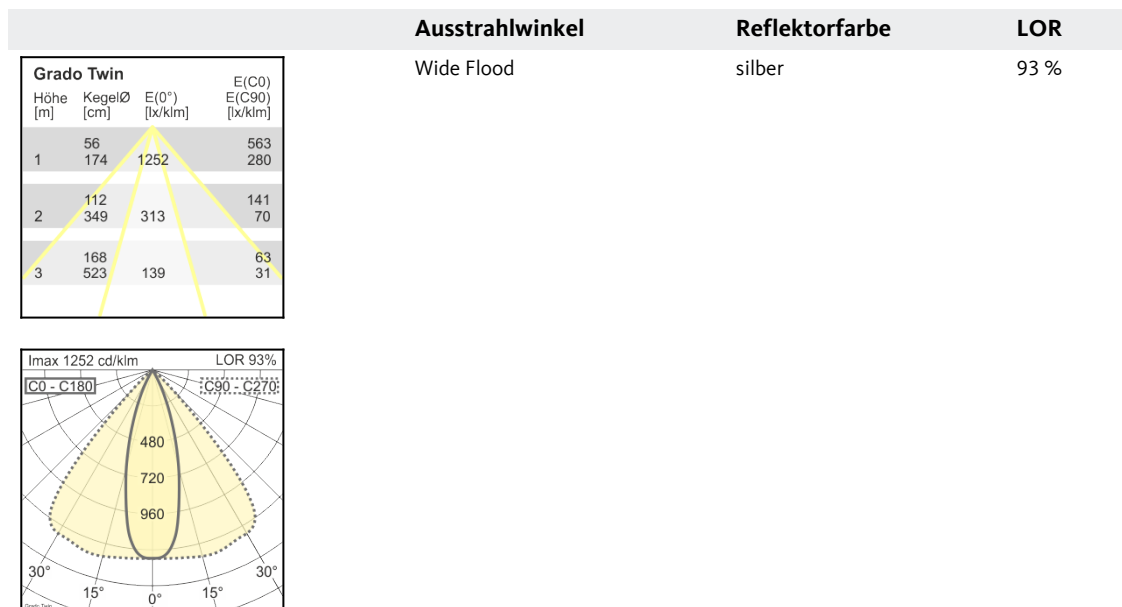 Ausstrahlwinkel Reflektorfarbe LOR
Wide Flood silber 93 %
Grado Twin
E(C0)
Höhe KegelØ E(0°) E(C90)
[m] [cm] [lx/klm] [lx/klm]
56 563
1 174 1252 280
112 141
2 349 313 70
168 63
3 523 139 31
Imax 1252 cd/klm LOR 93%
C0 - C180 C90 - C270
480
720
960
30° 30°
15° 15°
0°
Grado Twin